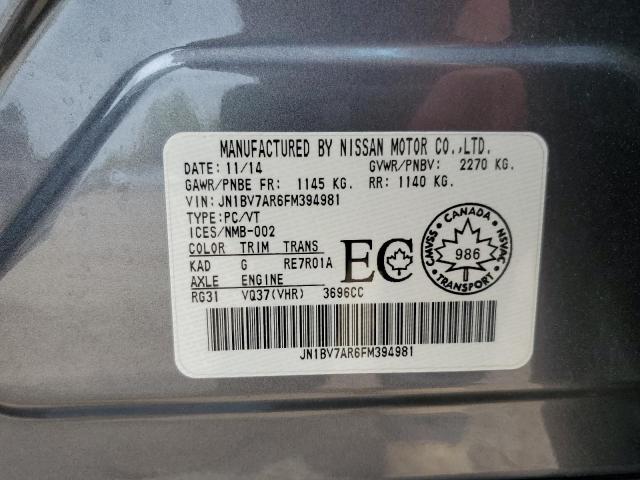 MANUFACTURED BY NISSAN MOTOR CO.,LTD.
DATE: 11/14 GVWR/PNBV: 2270 KG.
GAWR/PNBE FR: 1145 KG. RR: 1140 KG.
VIN: JN1BV7AR6FM394981
TYPE: PC/VT
ICES/NMB-002
COLOR TRIM TRANS
KAD G RE7R01A
AXLE ENGINE
RG31 VQ37(VHR) 3696CC
EC
CANADA
CMVSS 986 NSVAC
TRANSPORT
JN1BV7AR6FM394981